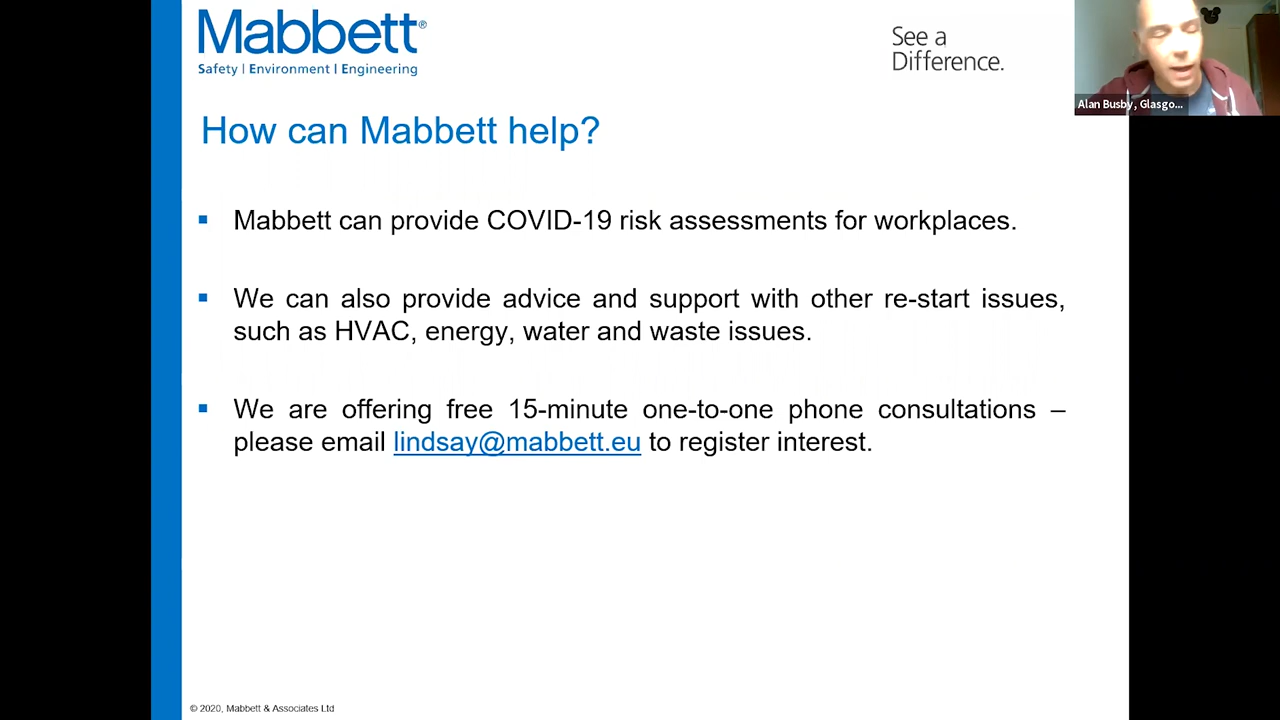 Mabbett®
Safety | Environment | Engineering
See a
Difference.
Alan Busby, Glasgo...
How can Mabbett help?
▪ Mabbett can provide COVID-19 risk assessments for workplaces.
▪ We can also provide advice and support with other re-start issues,
such as HVAC, energy, water and waste issues.
▪ We are offering free 15-minute one-to-one phone consultations –
please email lindsay@mabbett.eu to register interest.
© 2020, Mabbett & Associates Ltd